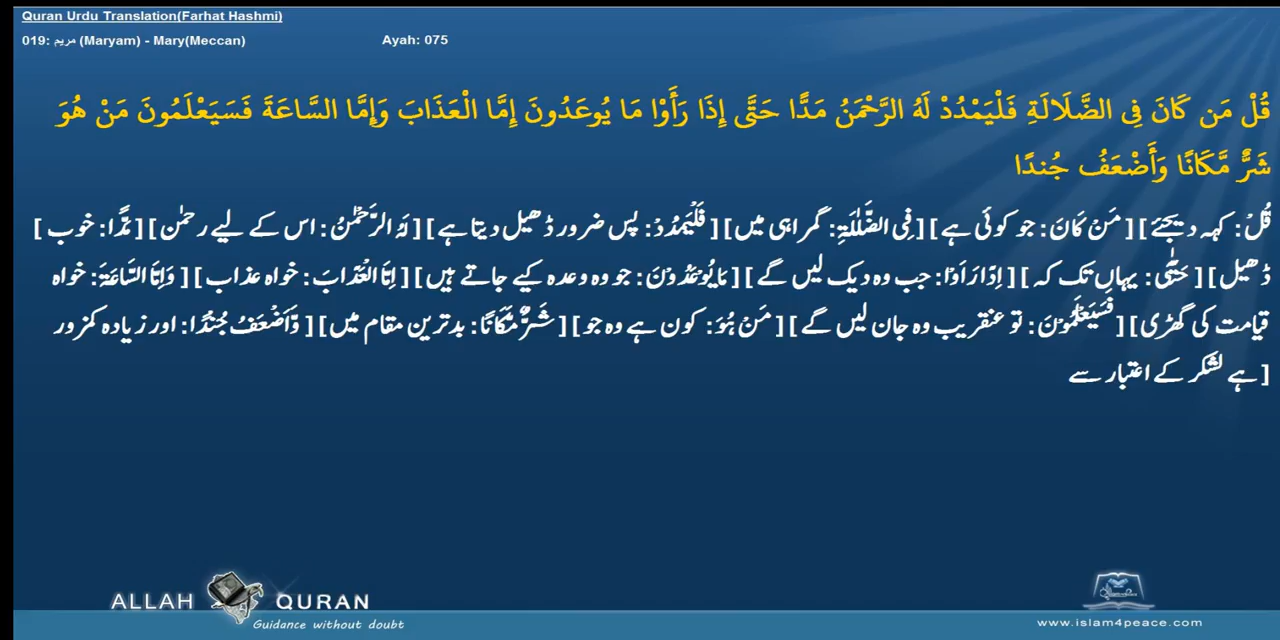 Quran Urdu Translation(Farhat Hashmi)
019: مريم (Maryam) - Mary(Meccan) Ayah: 075
قُلْ مَن كَانَ فِي الضَّلَالَةِ فَلْيَمْدُدْ لَهُ الرَّحْمَنُ مَدًّا حَتَّى إِذَا رَأَوْا مَا يُوعَدُونَ إِمَّا الْعَذَابَ وَإِمَّا السَّاعَةَ فَسَيَعْلَمُونَ مَنْ هُوَ
شَرٌّ مَّكَانًا وَأَضْعَفُ جُندًا
قُلْ: کہہ دیجئے] [مَنْ كَانَ: جو کوئی ہے] [فِي الضَّلٰلَةِ: گمراہی میں] [فَلْيَمْدُدْ: پس ضرور ڈھیل دیتا ہے] [لَهُ الرَّحْمٰنُ: اس کے لیے رحمٰن] [مَدًّا: خوب]
ڈھیل] [حَتّٰٓى: یہاں تک کہ] [اِذَا رَاَوْا: جب وہ دیک لیں گے] [مَا يُوْعَدُوْنَ: جو وہ وعدہ کیے جاتے ہیں] [اِمَّا الْعَذَابَ: خواہ عذاب] [وَاِمَّا السَّاعَةَ: خواہ
قیامت کی گھڑی] [فَسَيَعْلَمُوْنَ: تو عنقریب وہ جان لیں گے] [مَنْ هُوَ: کون ہے وہ جو] [شَرٌّ مَّكَانًا: بدترین مقام میں] [وَّاَضْعَفُ جُنْدًا: اور زیادہ کمزور
[ہے لشکر کے اعتبار سے
ALLAH QURAN
Guidance without doubt
www.islam4peace.com